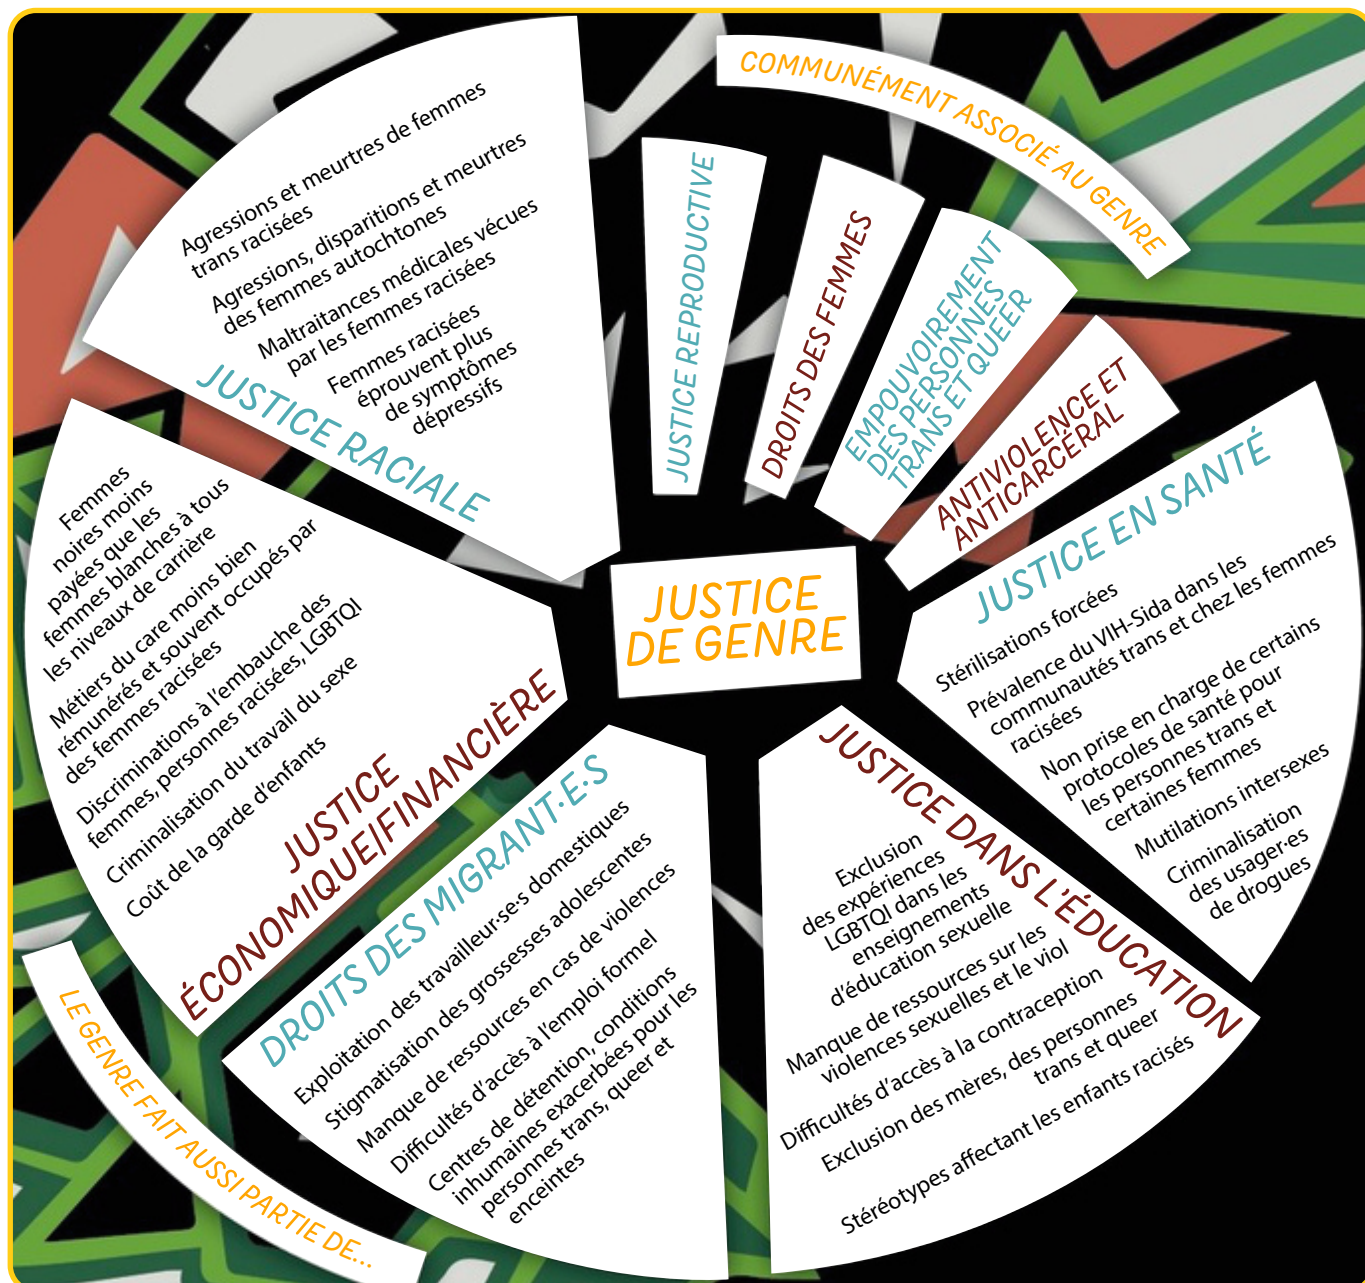 COMMUNÉMENT ASSOCIÉ AU GENRE
JUSTICE REPRODUCTIVE
DROITS DES FEMMES
EMPOUVOIREMENT
DES PERSONNES
TRANS ET QUEER
ANTIVIOLENCE ET
ANTICARCÉRAL
JUSTICE
DE GENRE
JUSTICE EN SANTÉ
Stérilisations forcées
Prévalence du VIH-Sida dans les
communautés trans et chez les femmes
racisées
Non prise en charge de certains
protocoles de santé pour
les personnes trans et
certaines femmes
Mutilations intersexes
Criminalisation
des usager·es
de drogues
JUSTICE DANS L'ÉDUCATION
Exclusion
des expériences
LGBTQI dans les
enseignements
d'éducation sexuelle
Manque de ressources sur les
violences sexuelles et le viol
Difficultés d'accès à la contraception
Exclusion des mères, des personnes
trans et queer
Stéréotypes affectant les enfants racisés
DROITS DES MIGRANT·E·S
Exploitation des travailleur·se·s domestiques
Stigmatisation des grossesses adolescentes
Manque de ressources en cas de violences
Difficultés d'accès à l'emploi formel
Centres de détention, conditions
inhumaines exacerbées pour les
personnes trans, queer et
enceintes
JUSTICE
ÉCONOMIQUE/FINANCIÈRE
Femmes
noires moins
payées que les
femmes blanches à tous
les niveaux de carrière
Métiers du care moins bien
rémunérés et souvent occupés par
des femmes racisées
Discriminations à l'embauche des
femmes, personnes racisées, LGBTQI
Criminalisation du travail du sexe
Coût de la garde d'enfants
JUSTICE RACIALE
Agressions et meurtres de femmes
trans racisées
Agressions, disparitions et meurtres
des femmes autochtones
Maltraitances médicales vécues
par les femmes racisées
Femmes racisées
éprouvent plus
de symptômes
dépressifs
LE GENRE FAIT AUSSI PARTIE DE...